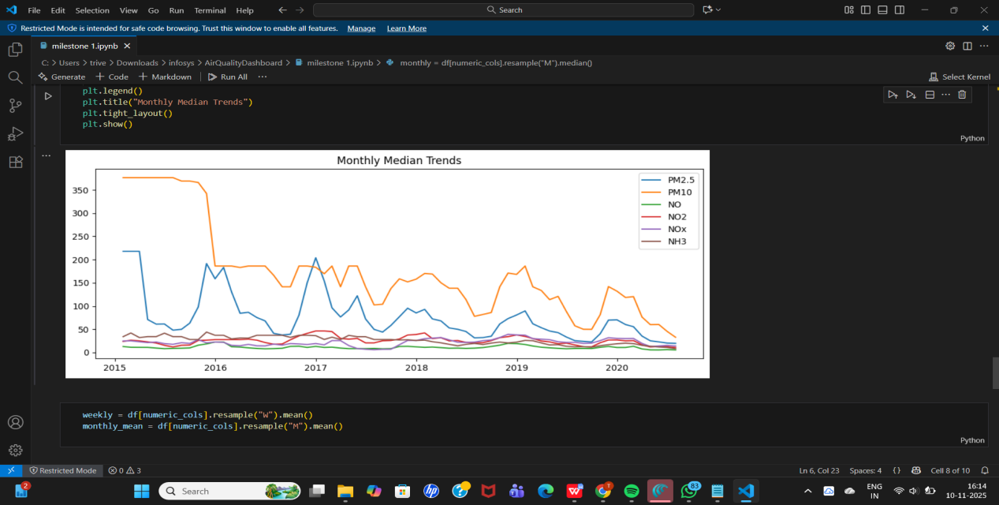 File Edit Selection View Go Run Terminal Help
Search
Restricted Mode is intended for safe code browsing. Trust this window to enable all features. Manage Learn More
milestone 1.ipynb
C: > Users > trive > Downloads > infosys > AirQualityDashboard > milestone 1.ipynb > monthly = df[numeric_cols].resample("M").median()
Generate + Code + Markdown Run All ...
Select Kernel
plt.legend()
plt.title("Monthly Median Trends")
plt.tight_layout()
plt.show()
Python
Monthly Median Trends
350
300
250
200
150
100
50
0
2015 2016 2017 2018 2019 2020
PM2.5
PM10
NO
NO2
NOx
NH3
weekly = df[numeric_cols].resample("W").mean()
monthly_mean = df[numeric_cols].resample("M").mean()
Python
Restricted Mode 0 3
Ln 6, Col 23 Spaces: 4 {} Cell 8 of 10
2
Search
hp
T
83
ENG
IN
16:14
10-11-2025